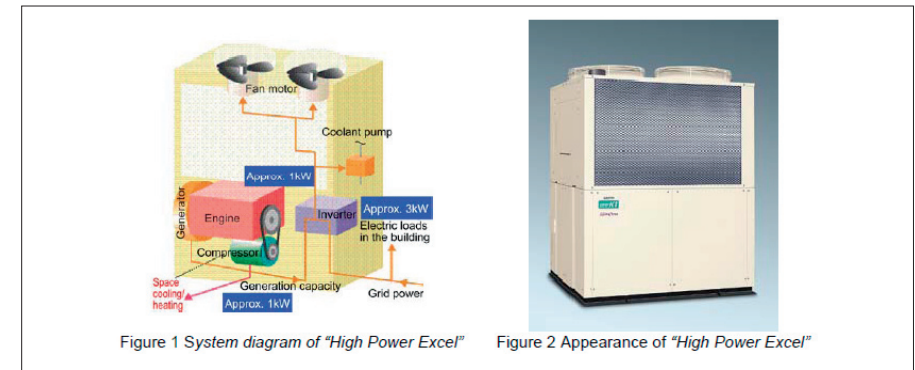 Fan motor
Coolant pump
Approx. 1kW
Generator
Engine
Inverter
Approx. 3kW
Electric loads
in the building
Compressor
Space
cooling/
heating
Generation capacity
Approx. 1kW
Grid power
Figure 1 System diagram of "High Power Excel"
Figure 2 Appearance of "High Power Excel"